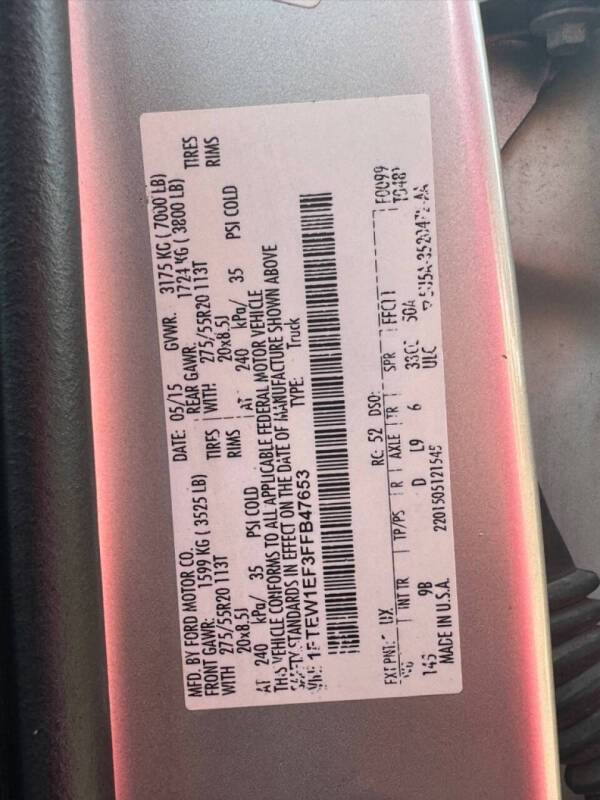 MFD. BY FORD MOTOR CO. DATE: 05/15 GVWR. 3175 KG ( 7000 LB)
FRONT GAWR: 1599 KG ( 3525 LB) REAR GAWR: 1724 KG ( 3800 LB)
WITH 275/55R20 113T TIRES WITH: 275/55R20 113T TIRES
20x8.5J RIMS 20x8.5J RIMS
AT 240 kPa/ 35 PSI COLD AT 240 kPa/ 35 PSI COLD
THIS VEHICLE CONFORMS TO ALL APPLICABLE FEDERAL MOTOR VEHICLE
SAFETY STANDARDS IN EFFECT ON THE DATE OF MANUFACTURE SHOWN ABOVE
VIN: 1FTEW1EF3FFB47653 TYPE: Truck
EXT PNT: UX RC: 52 DSO: F0099
INT TR TP/PS R AXLE TR SPR
9B D L9 6
145 2201505121545 ULC
MADE IN U.S.A.